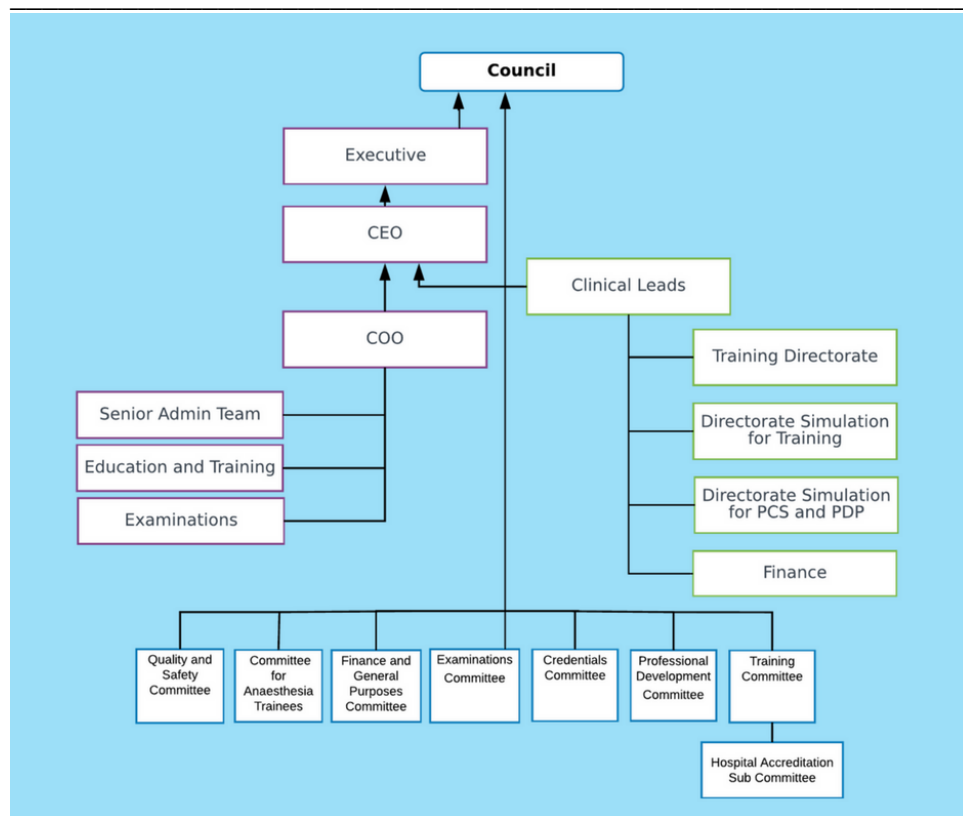 Council
Executive
CEO
Clinical Leads
COO
Training Directorate
Senior Admin Team
Directorate Simulation
for Training
Education and Training
Directorate Simulation
for PCS and PDP
Examinations
Finance
Quality and
Safety
Committee
Committee
for
Anaesthesia
Trainees
Finance and
General
Purposes
Committee
Examinations
Committee
Credentials
Committee
Professional
Development
Committee
Training
Committee
Hospital Accreditation
Sub Committee